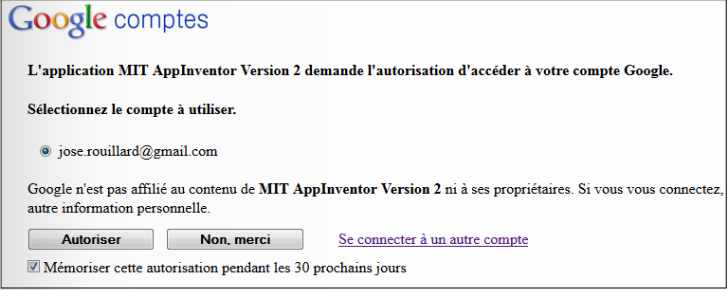 Google comptes
L'application MIT AppInventor Version 2 demande l'autorisation d'accéder à votre compte Google.
Sélectionnez le compte à utiliser.
jose.rouillard@gmail.com
Google n'est pas affilié au contenu de MIT AppInventor Version 2 ni à ses propriétaires. Si vous vous connectez,
autre information personnelle.
Autoriser Non, merci Se connecter à un autre compte
Mémoriser cette autorisation pendant les 30 prochains jours